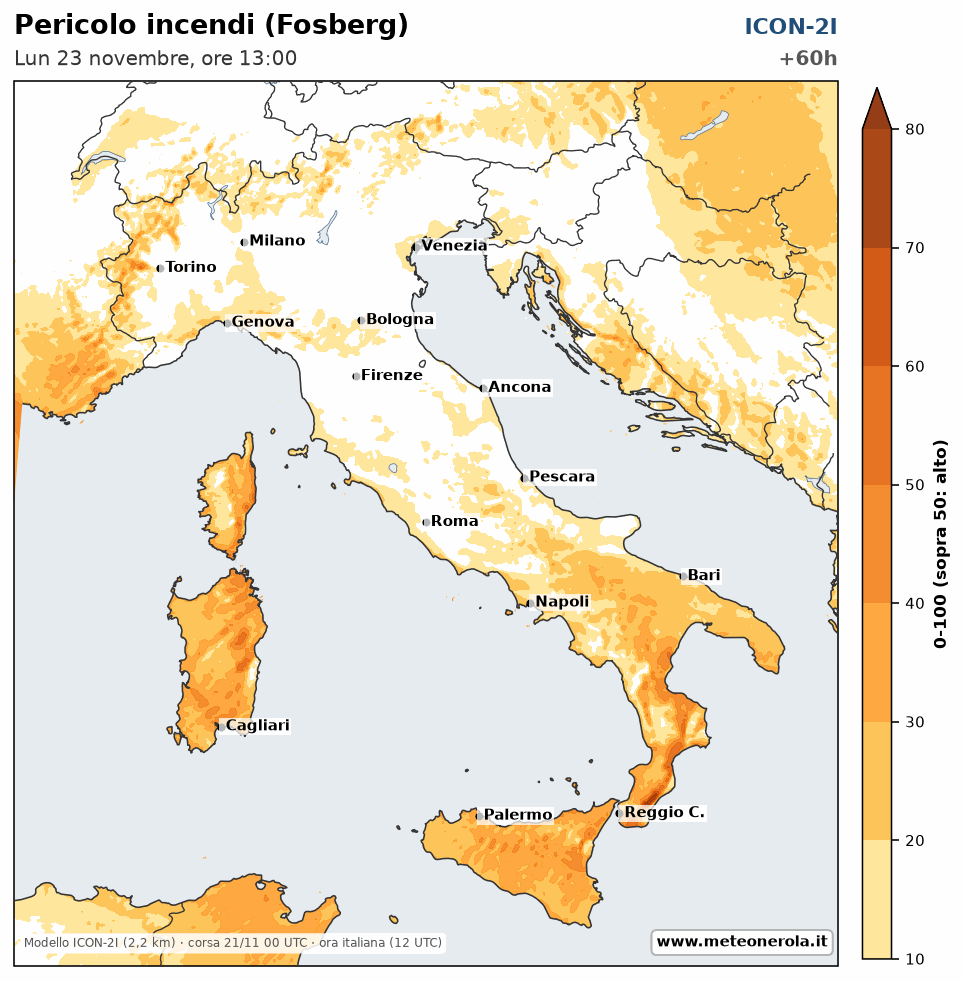 Pericolo incendi (Fosberg)
ICON-2I
Lun 23 novembre, ore 13:00
+60h
80
70
60
50
40
30
20
10
0-100 (sopra 50: alto)
Milano
Venezia
Torino
Genova
Bologna
Firenze
Ancona
Pescara
Roma
Bari
Napoli
Cagliari
Reggio C.
Palermo
Modello ICON-2I (2,2 km) · corsa 21/11 00 UTC · ora italiana (12 UTC)
www.meteonerola.it